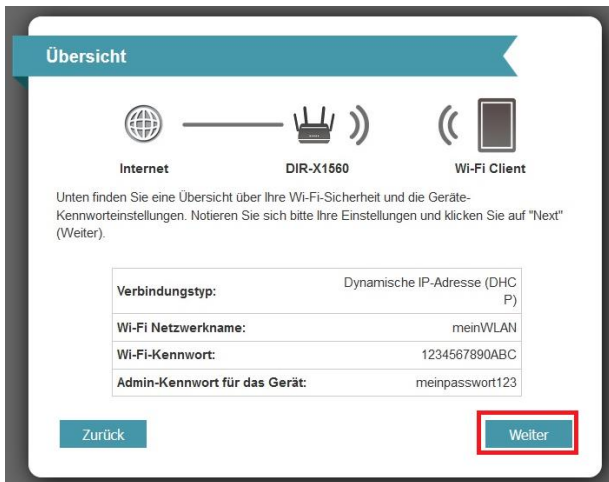 Übersicht
Internet
DIR-X1560
Wi-Fi Client
Unten finden Sie eine Übersicht über Ihre Wi-Fi-Sicherheit und die Geräte-
Kennworteinstellungen. Notieren Sie sich bitte Ihre Einstellungen und klicken Sie auf "Next"
(Weiter).
Verbindungstyp: Dynamische IP-Adresse (DHC
P)
Wi-Fi Netzwerkname: meinWLAN
Wi-Fi-Kennwort: 1234567890ABC
Admin-Kennwort für das Gerät: meinpasswort123
Zurück
Weiter